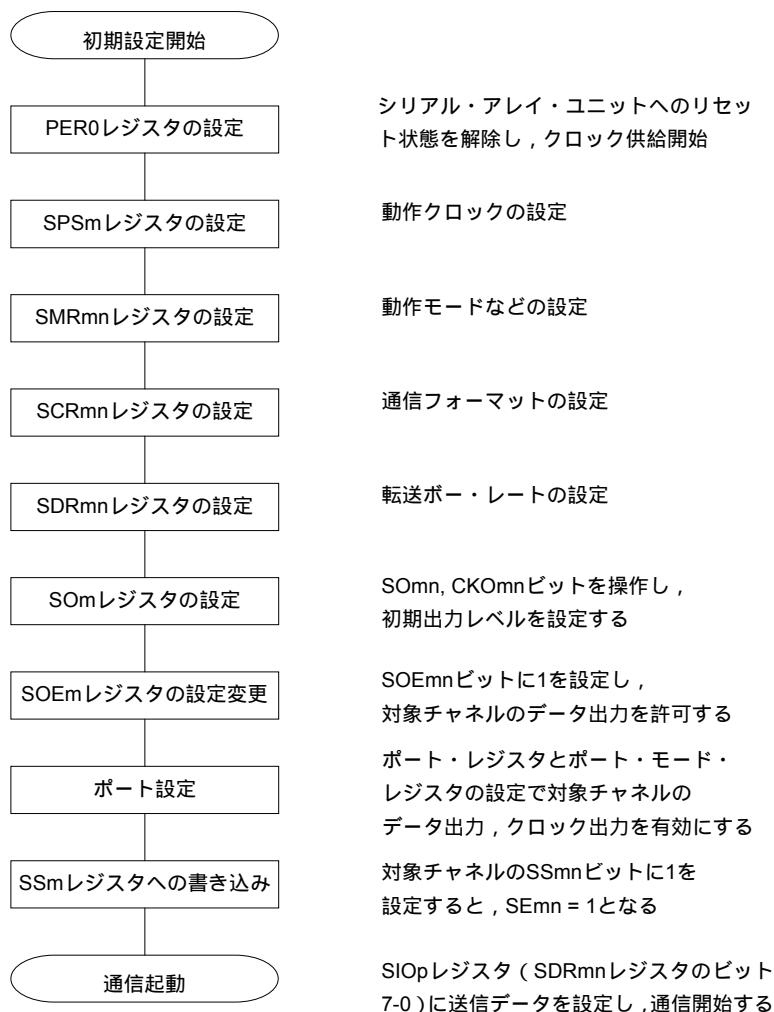 初期設定開始
PER0レジスタの設定
シリアル・アレイ・ユニットへのリセッ
ト状態を解除し，クロック供給開始
SPSmレジスタの設定
動作クロックの設定
SMRmnレジスタの設定
動作モードなどの設定
SCRmnレジスタの設定
通信フォーマットの設定
SDRmnレジスタの設定
転送ボー・レートの設定
SOmレジスタの設定
SOmn, CKOmnビットを操作し，
初期出力レベルを設定する
SOEmレジスタの設定変更
SOEmnビットに1を設定し，
対象チャネルのデータ出力を許可する
ポート設定
ポート・レジスタとポート・モード・
レジスタの設定で対象チャネルの
データ出力，クロック出力を有効にする
SSmレジスタへの書き込み
対象チャネルのSSmnビットに1を
設定すると，SEmn = 1となる
通信起動
SIOpレジスタ（SDRmnレジスタのビット
7-0）に送信データを設定し，通信開始する